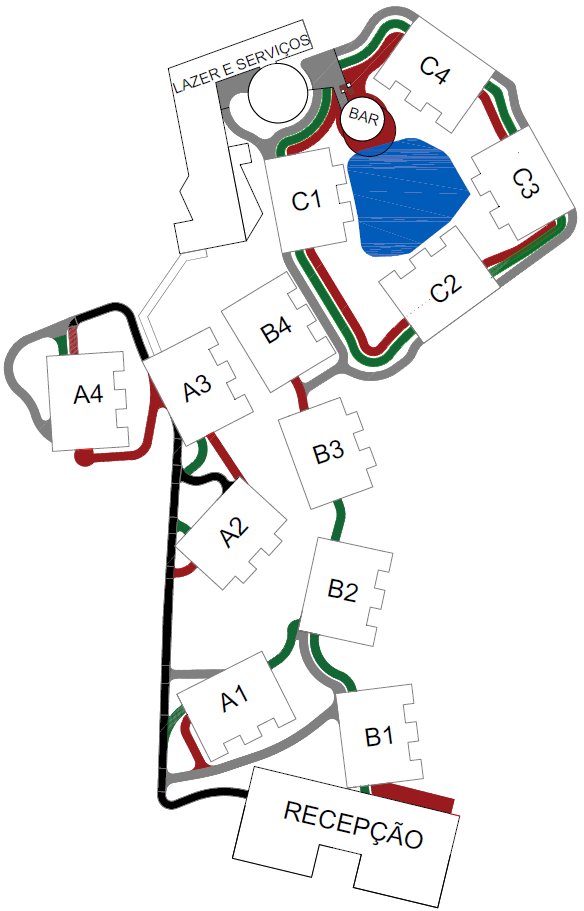 LAZER E SERVIÇOS
C4
BAR
C3
C1
C2
B4
A3
A4
B3
A2
B2
A1
B1
RECEPÇÃO